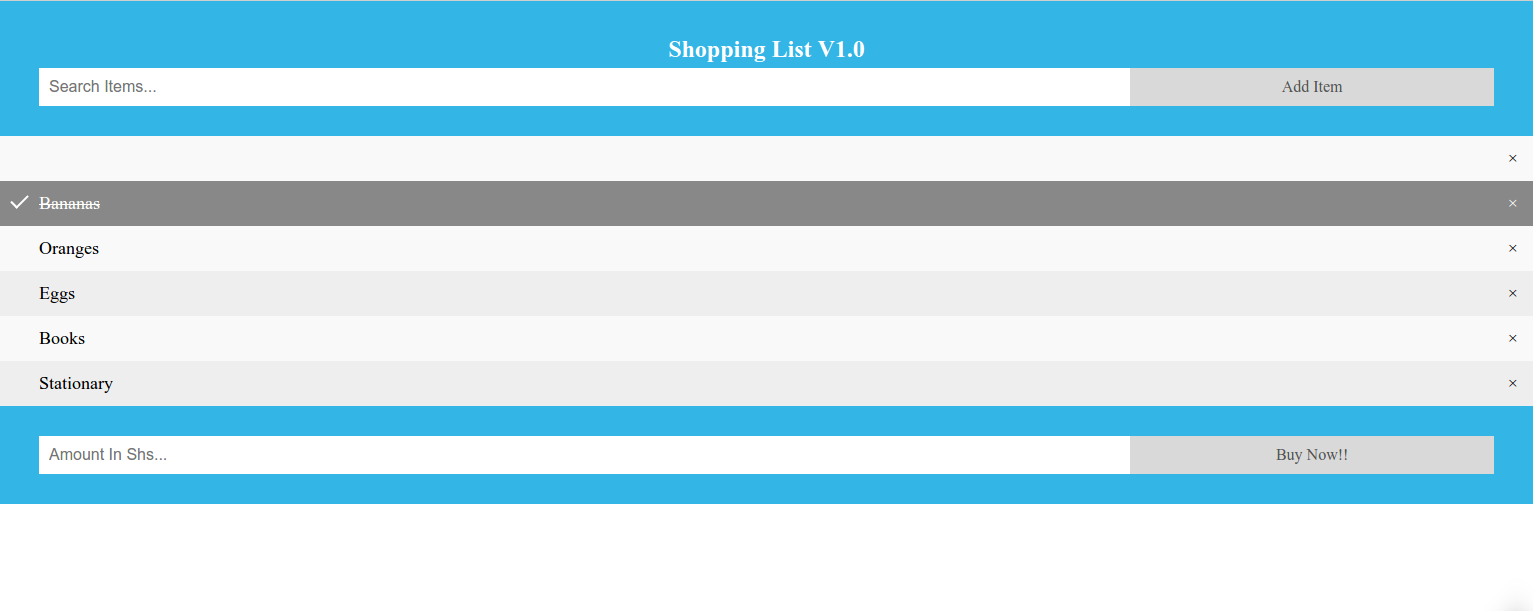 Shopping List V1.0
Search Items...
Add Item
×
Bananas ×
Oranges ×
Eggs ×
Books ×
Stationary ×
Amount In Shs...
Buy Now!!